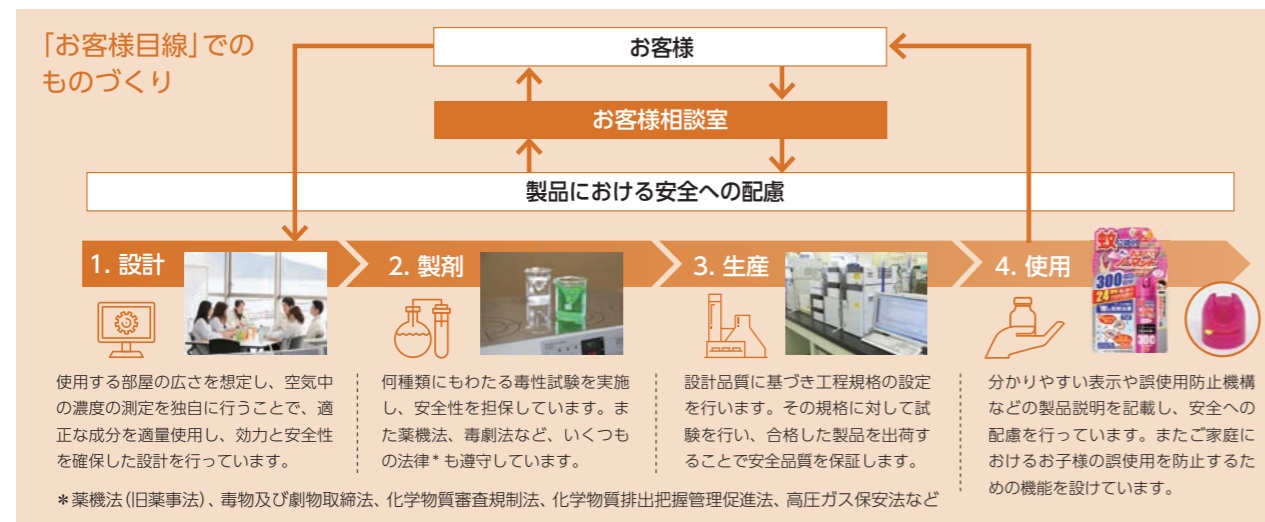 「お客様目線」での
ものづくり
お客様
お客様相談室
製品における安全への配慮
1. 設計
2. 製剤
3. 生産
4. 使用
蚊
300
24
300
使用する部屋の広さを想定し、空気中
の濃度の測定を独自に行うことで、適
正な成分を適量使用し、効力と安全性
を確保した設計を行っています。
何種類にもわたる毒性試験を実施
し、安全性を担保しています。ま
た薬機法、毒劇法など、いくつも
の法律*も遵守しています。
設計品質に基づき工程規格の設定
を行います。その規格に対して試
験を行い、合格した製品を出荷す
ることで安全品質を保証します。
分かりやすい表示や誤使用防止機構
などの製品説明を記載し、安全への
配慮を行っています。またご家庭に
おけるお子様の誤使用を防止するた
めの機能を設けています。
*薬機法(旧薬事法)、毒物及び劇物取締法、化学物質審査規制法、化学物質排出把握管理促進法、高圧ガス保安法など